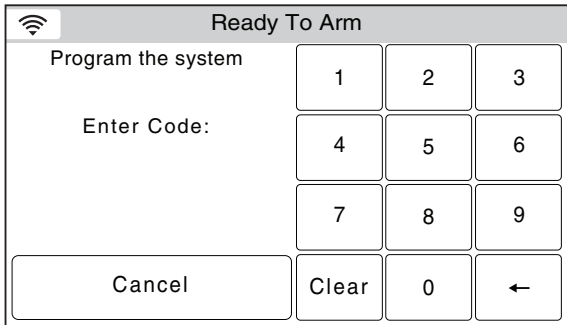 Ready To Arm
Program the system
Enter Code:
1 2 3
4 5 6
7 8 9
Cancel Clear 0 ←